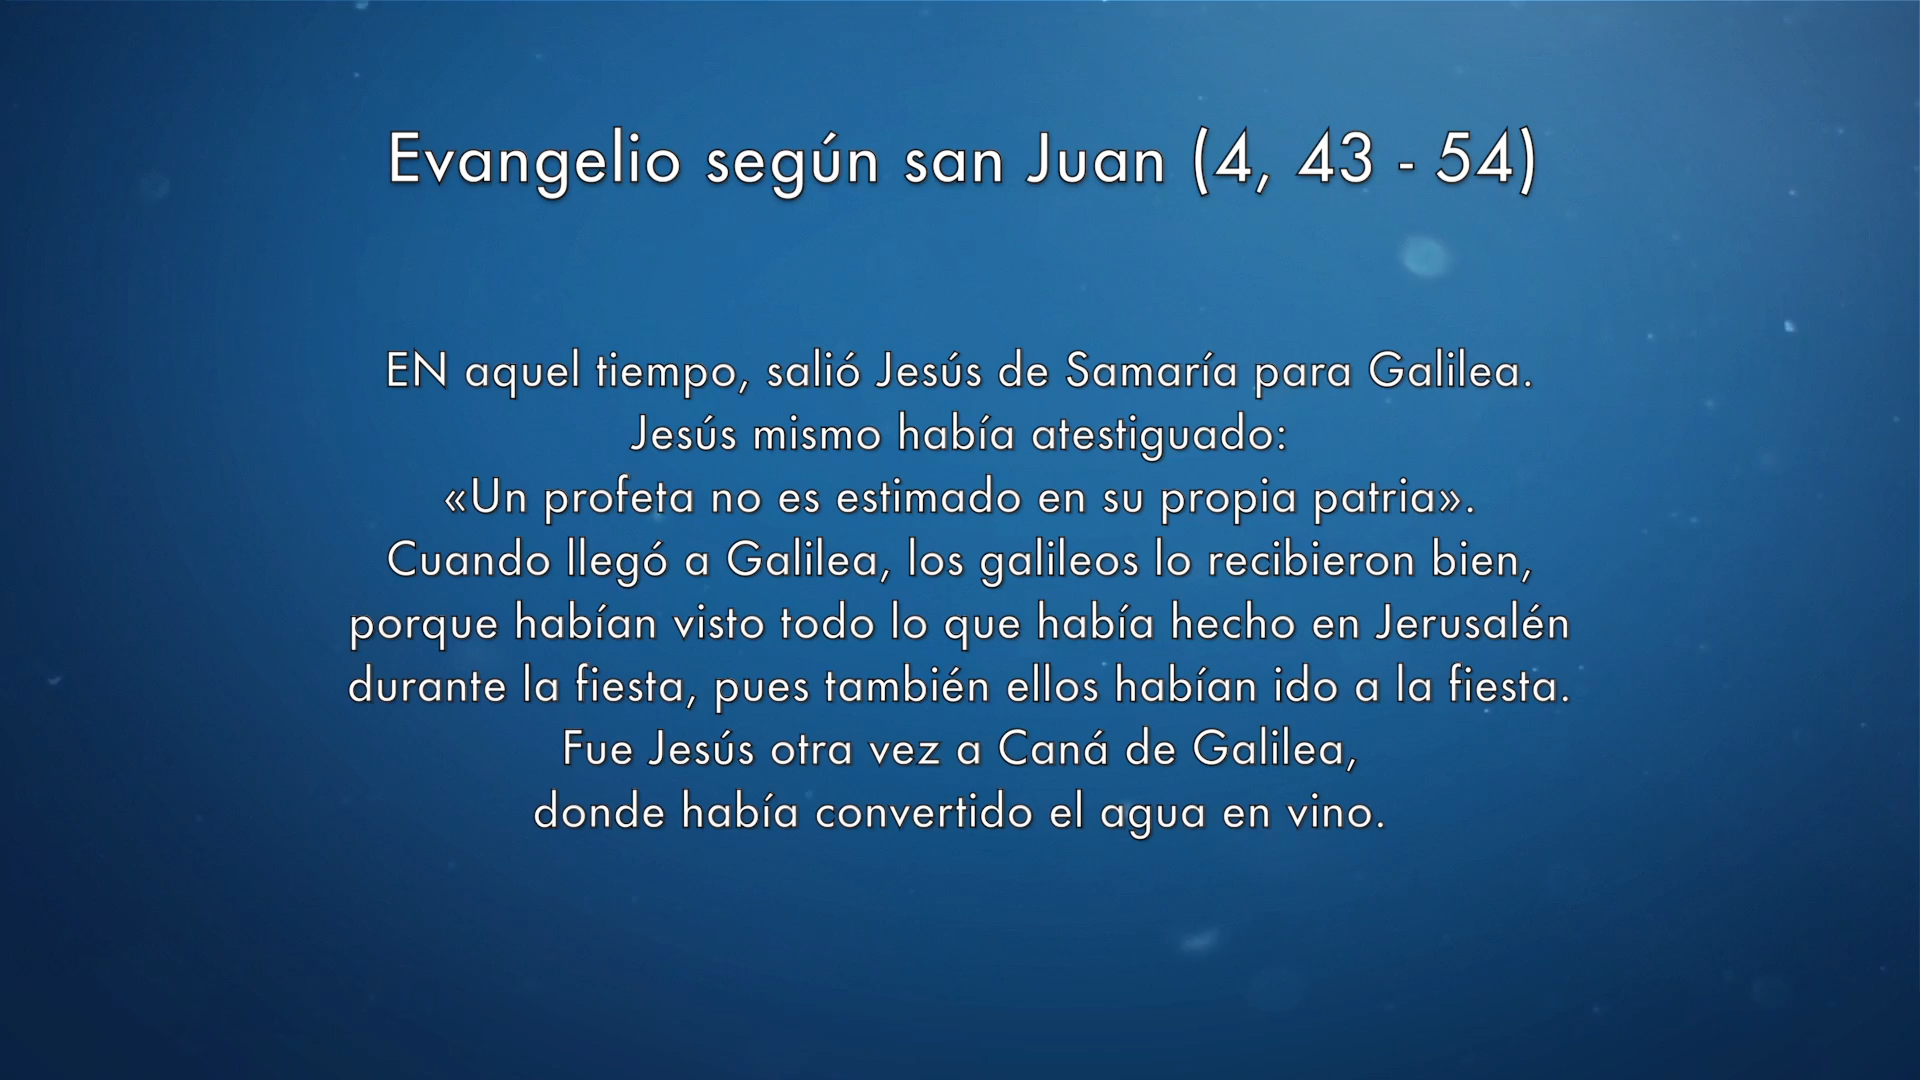 Evangelio según san Juan (4, 43 - 54)
EN aquel tiempo, salió Jesús de Samaría para Galilea.
Jesús mismo había atestiguado:
«Un profeta no es estimado en su propia patria».
Cuando llegó a Galilea, los galileos lo recibieron bien,
porque habían visto todo lo que había hecho en Jerusalén
durante la fiesta, pues también ellos habían ido a la fiesta.
Fue Jesús otra vez a Caná de Galilea,
donde había convertido el agua en vino.